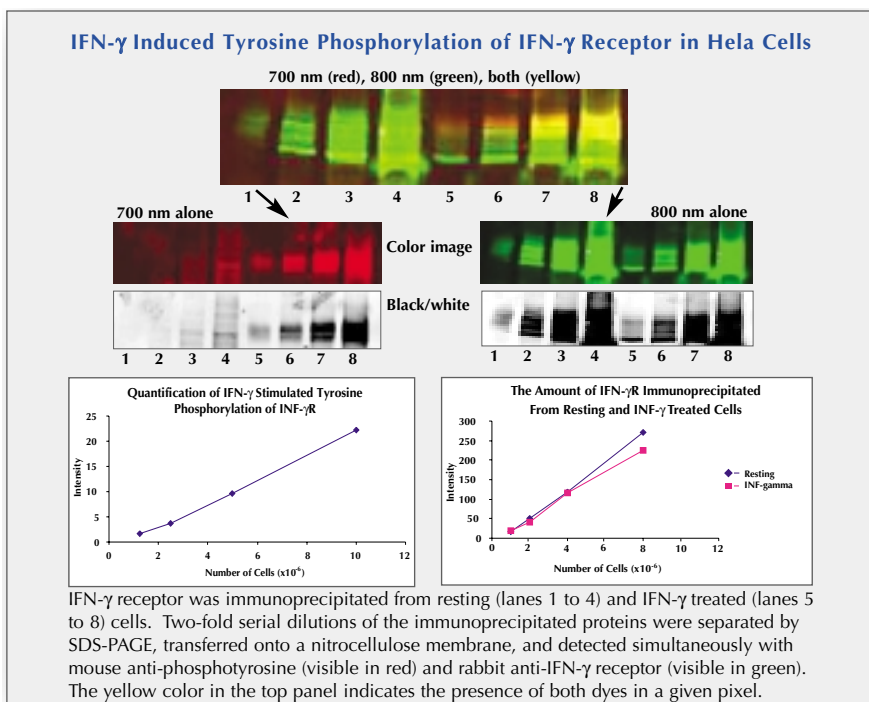 IFN-γ Induced Tyrosine Phosphorylation of IFN-γ Receptor in Hela Cells
700 nm (red), 800 nm (green), both (yellow)
1 2 3 4 5 6 7 8
700 nm alone
800 nm alone
Color image
Black/white
1 2 3 4 5 6 7 8
1 2 3 4 5 6 7 8
Quantification of IFN-γ Stimulated Tyrosine
Phosphorylation of INF-γR
25
20
15
10
5
0
Intensity
0 2 4 6 8 10 12
Number of Cells (x10⁻⁶)
The Amount of IFN-γR Immunoprecipitated
From Resting and INF-γ Treated Cells
300
250
200
150
100
50
0
Intensity
0 2 4 6 8 10 12
Number of Cells (x10⁻⁶)
Resting
INF-gamma
IFN-γ receptor was immunoprecipitated from resting (lanes 1 to 4) and IFN-γ treated (lanes 5
to 8) cells. Two-fold serial dilutions of the immunoprecipitated proteins were separated by
SDS-PAGE, transferred onto a nitrocellulose membrane, and detected simultaneously with
mouse anti-phosphotyrosine (visible in red) and rabbit anti-IFN-γ receptor (visible in green).
The yellow color in the top panel indicates the presence of both dyes in a given pixel.